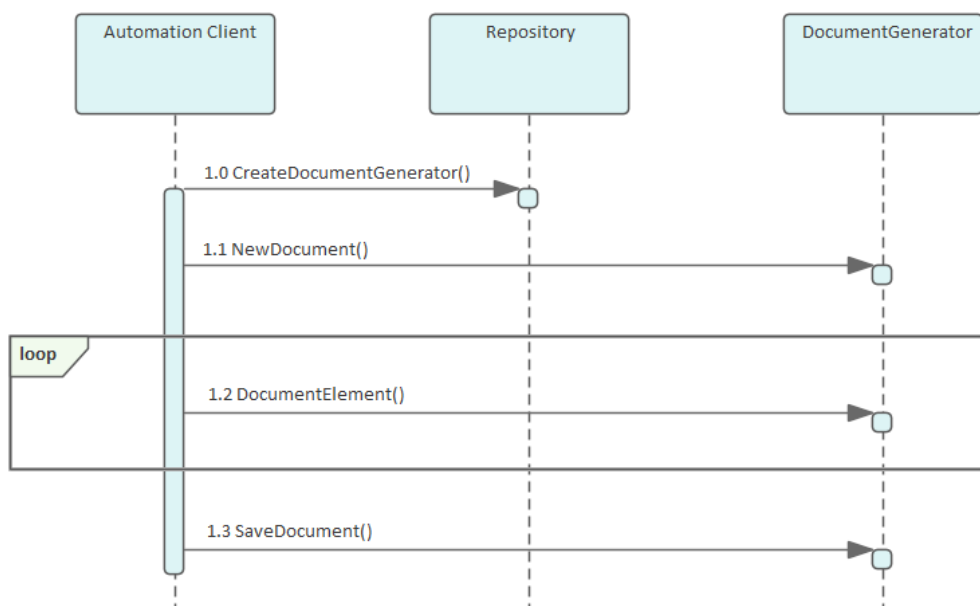 Automation Client
Repository
DocumentGenerator
1.0 CreateDocumentGenerator()
1.1 NewDocument()
loop
1.2 DocumentElement()
1.3 SaveDocument()